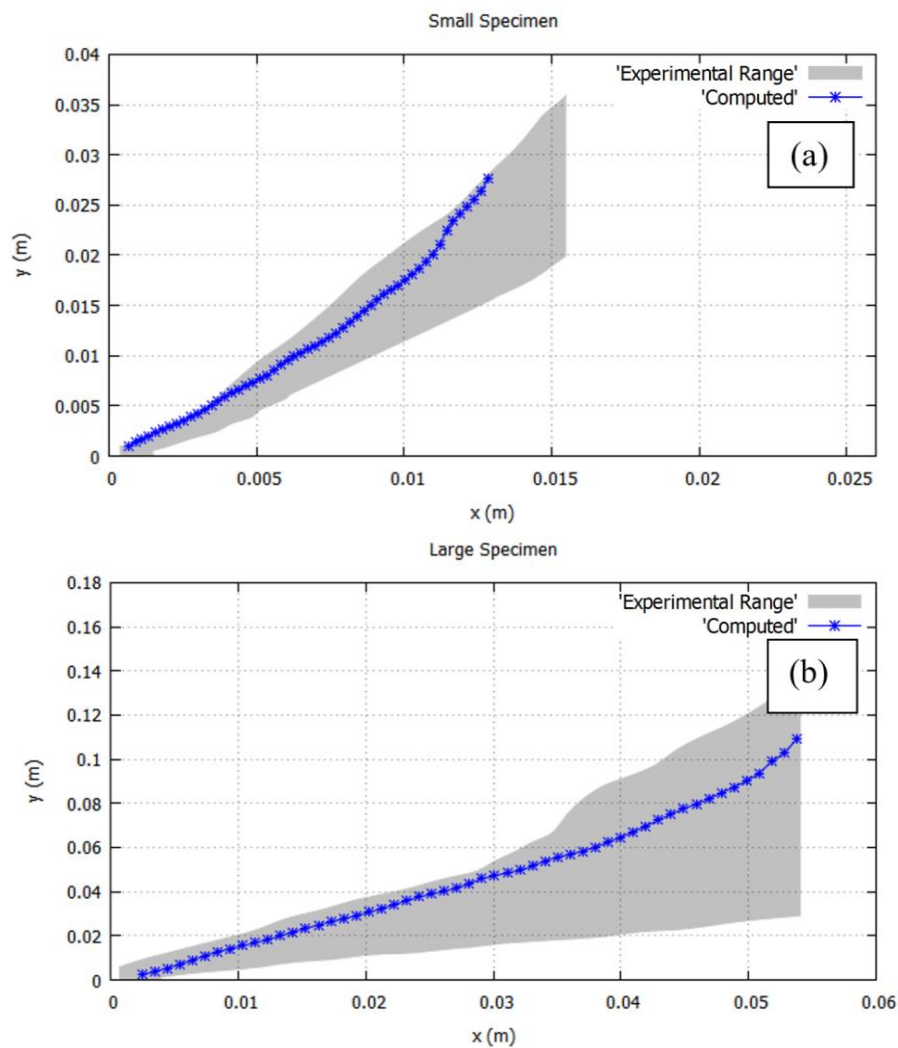 Small Specimen
0.04
0.035
0.03
0.025
0.02
0.015
0.01
0.005
0
y (m)
'Experimental Range'
'Computed'
(a)
0 0.005 0.01 0.015 0.02 0.025
x (m)
Large Specimen
0.18
0.16
0.14
0.12
0.1
0.08
0.06
0.04
0.02
0
y (m)
'Experimental Range'
'Computed'
(b)
0 0.01 0.02 0.03 0.04 0.05 0.06
x (m)